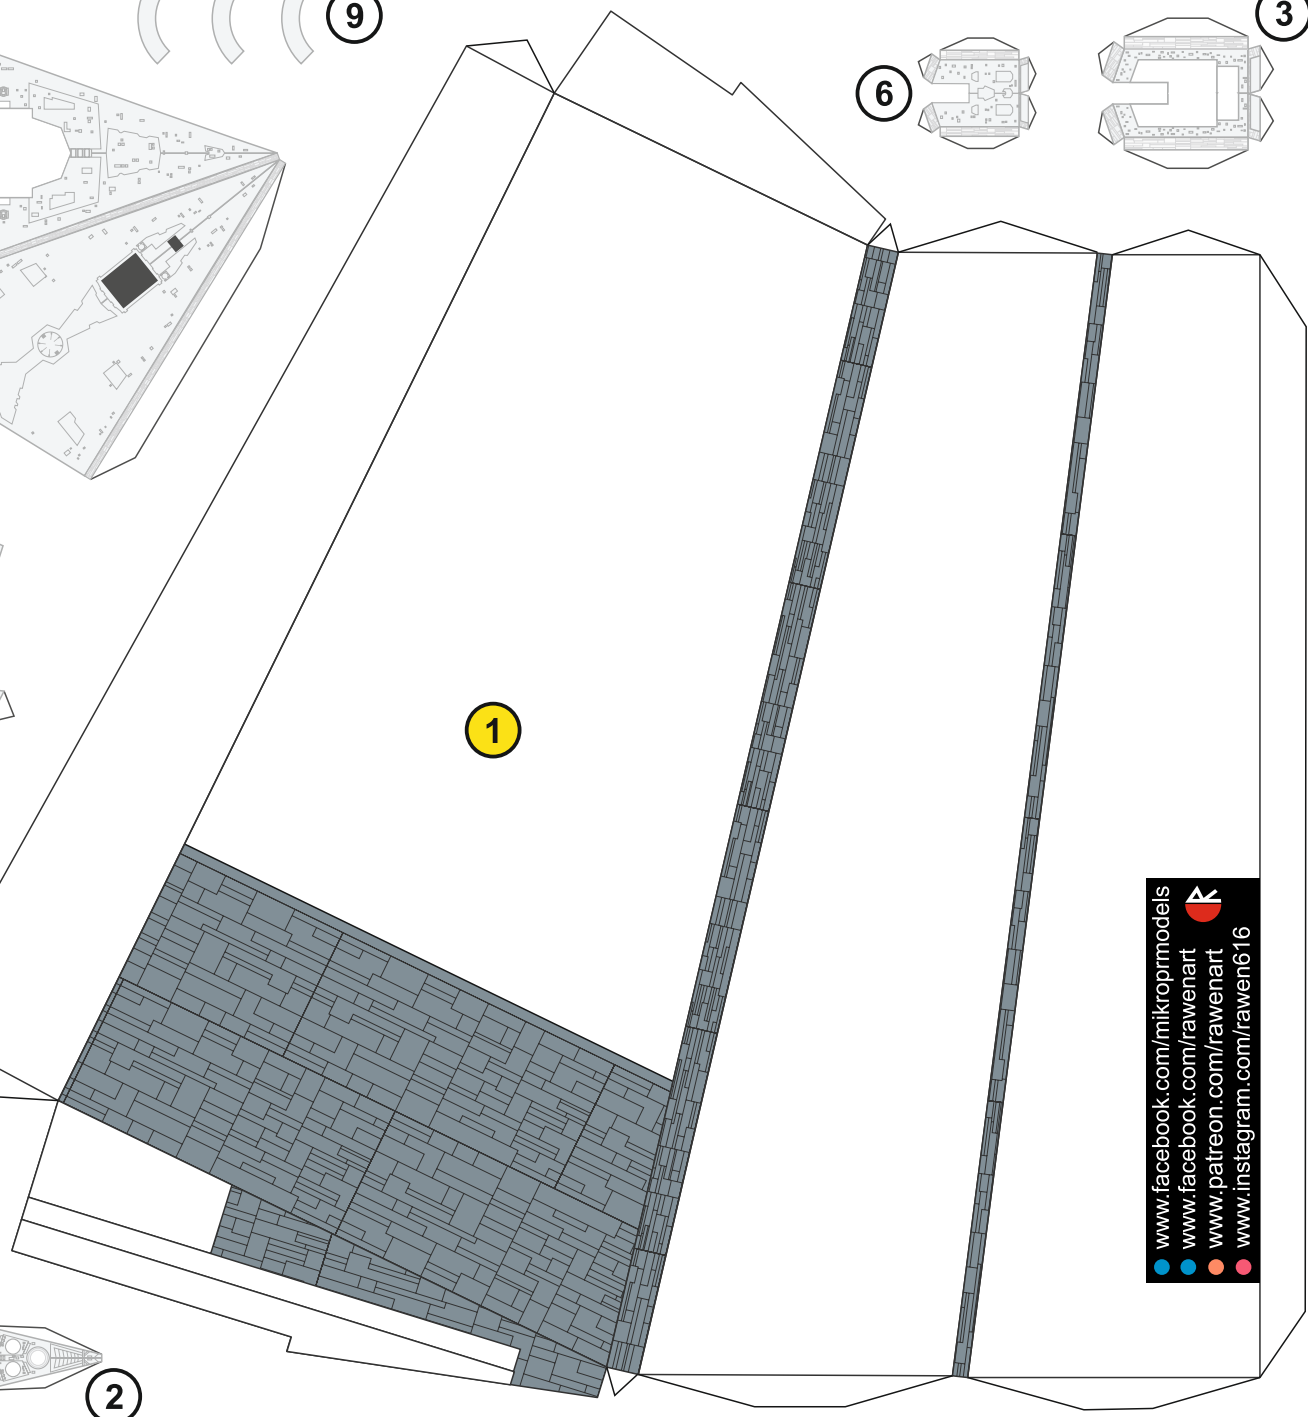 9
3
6
1
www.facebook.com/mikroprmodels
www.facebook.com/rawenart
www.patreon.com/rawenart
www.instagram.com/rawen616
R
2